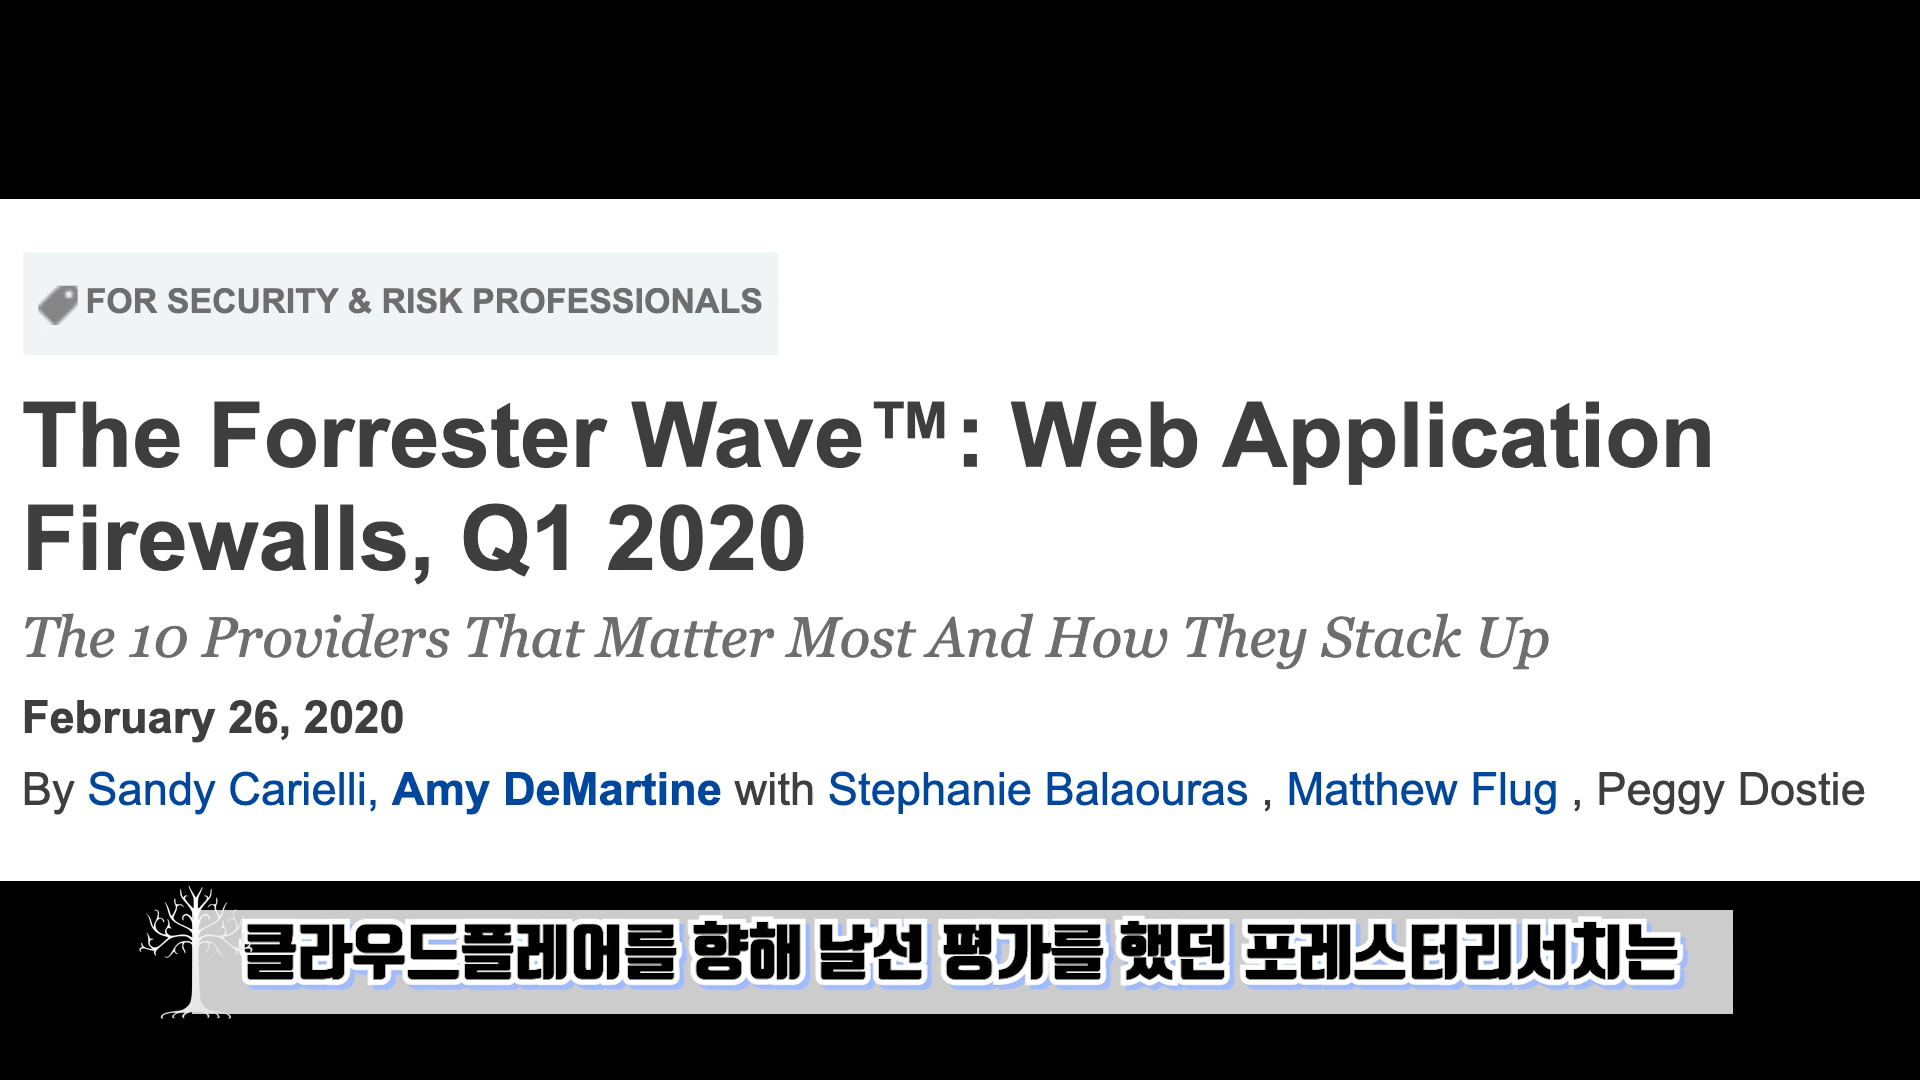 FOR SECURITY & RISK PROFESSIONALS
The Forrester Wave™: Web Application
Firewalls, Q1 2020
The 10 Providers That Matter Most And How They Stack Up
February 26, 2020
By Sandy Carielli, Amy DeMartine with Stephanie Balaouras , Matthew Flug , Peggy Dostie
클라우드플레어를 향해 날선 평가를 했던 포레스터리서치는